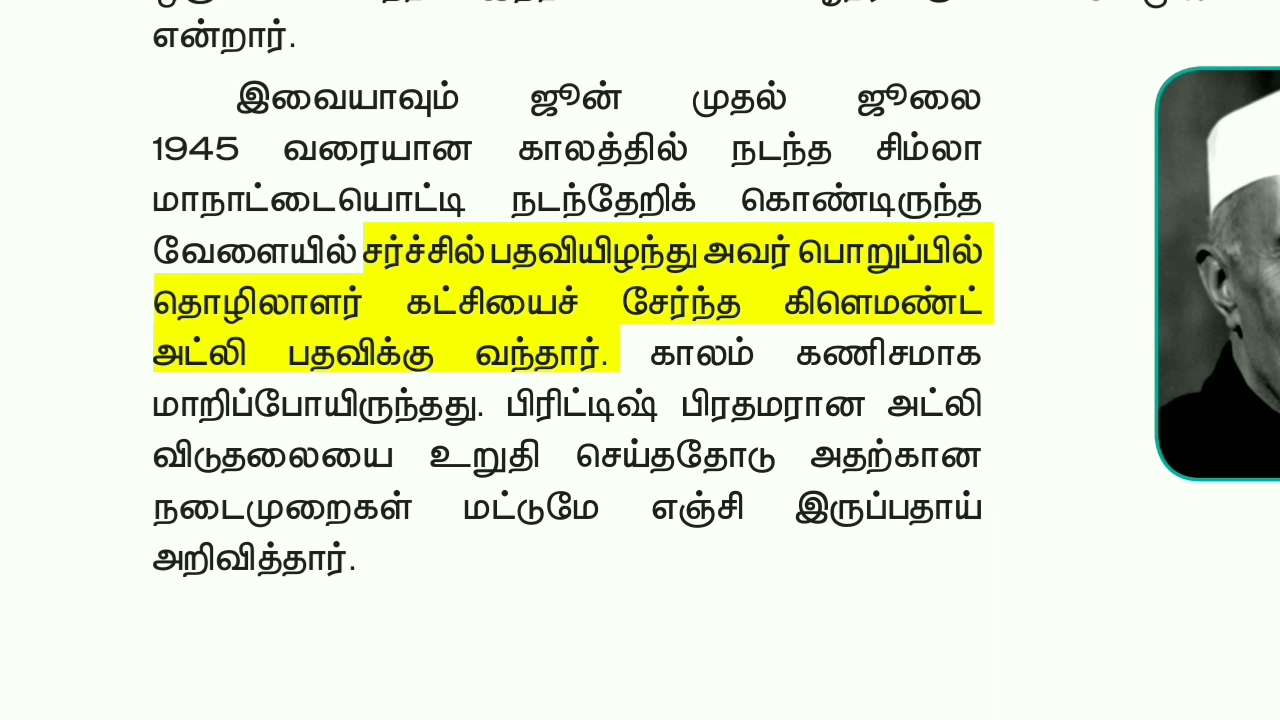 என்றார்.
இவையாவும் ஜூன் முதல் ஜூலை
1945 வரையான காலத்தில் நடந்த சிம்லா
மாநாட்டையொட்டி நடந்தேறிக் கொண்டிருந்த
வேளையில் சர்ச்சில் பதவியிழந்து அவர் பொறுப்பில்
தொழிலாளர் கட்சியைச் சேர்ந்த கிளெமண்ட்
அட்லி பதவிக்கு வந்தார். காலம் கணிசமாக
மாறிப்போயிருந்தது. பிரிட்டிஷ் பிரதமரான அட்லி
விடுதலையை உறுதி செய்ததோடு அதற்கான
நடைமுறைகள் மட்டுமே எஞ்சி இருப்பதாய்
அறிவித்தார்.